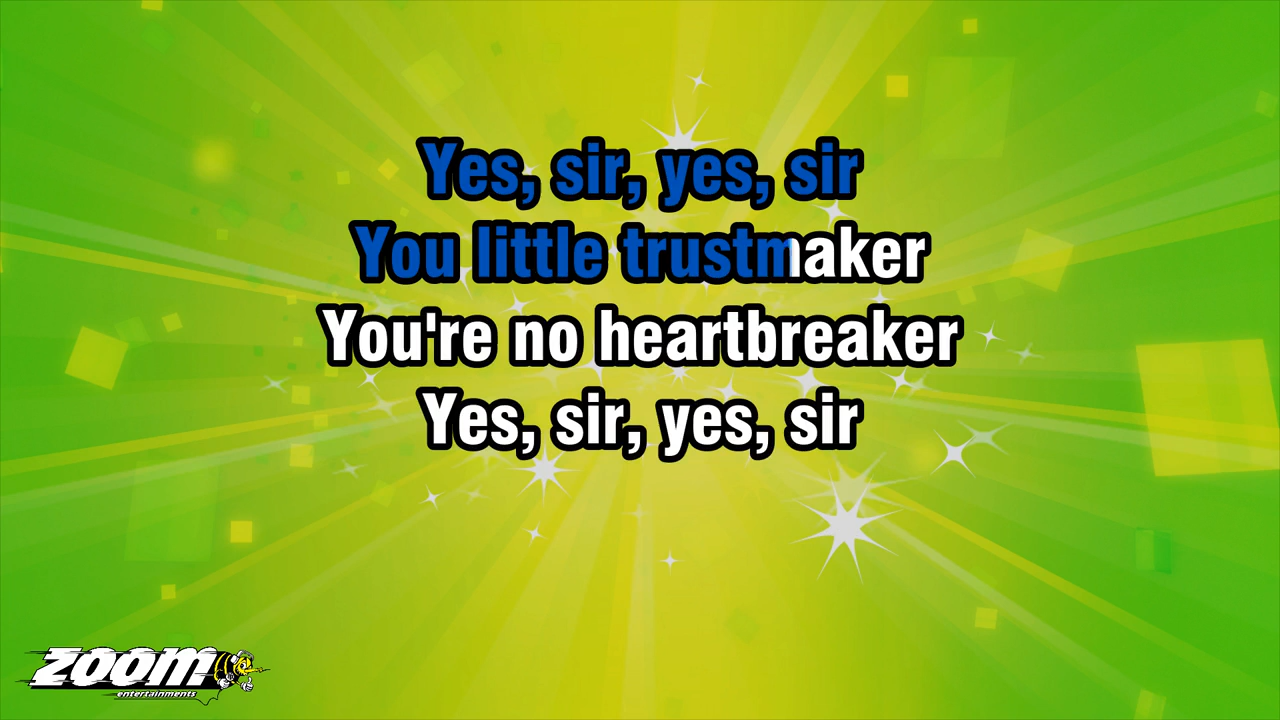 Yes, sir, yes, sir
You little trustmaker
You're no heartbreaker
Yes, sir, yes, sir
ZOOM
entertainments